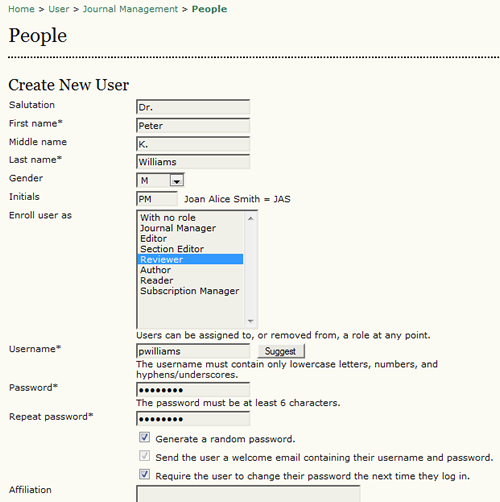 Home > User > Journal Management > People
People
Create New User
Salutation Dr.
First name* Peter
Middle name K.
Last name* Williams
Gender M
Initials PM Joan Alice Smith = JAS
Enroll user as With no role
Journal Manager
Editor
Section Editor
Reviewer
Author
Reader
Subscription Manager
Users can be assigned to, or removed from, a role at any point.
Username* pwilliams Suggest
The username must contain only lowercase letters, numbers, and
hyphens/underscores.
Password* ••••••••
The password must be at least 6 characters.
Repeat password* ••••••••
Generate a random password.
Send the user a welcome email containing their username and password.
Require the user to change their password the next time they log in.
Affiliation